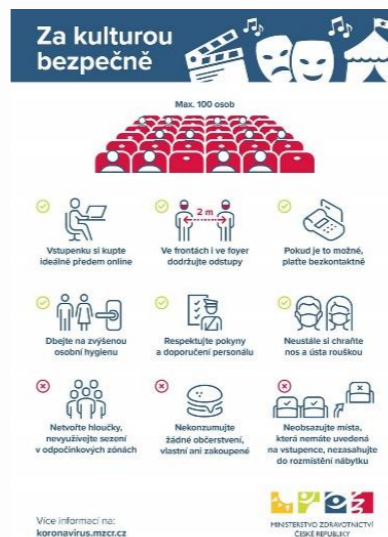 Za kulturou
bezpečně
Max. 100 osob
Vstupenku si kupte
ideálně předem online
2 m
Ve frontách i ve foyer
dodržujte odstupy
Pokud je to možné,
plaťte bezkontaktně
Dbejte na zvýšenou
osobní hygienu
Respektujte pokyny
a doporučení personálu
Neustále si chraňte
nos a ústa rouškou
Netvořte hloučky,
nevyužívejte sezení
v odpočinkových zónách
Nekonzumujte
žádné občerstvení,
vlastní ani zakoupené
Neobsazujte místa,
která nemáte uvedená
na vstupence, nezasahujte
do rozmístění nábytku
Více informací na:
koronavirus.mzcr.cz
MINISTERSTVO ZDRAVOTNICTVÍ
ČESKÉ REPUBLIKY